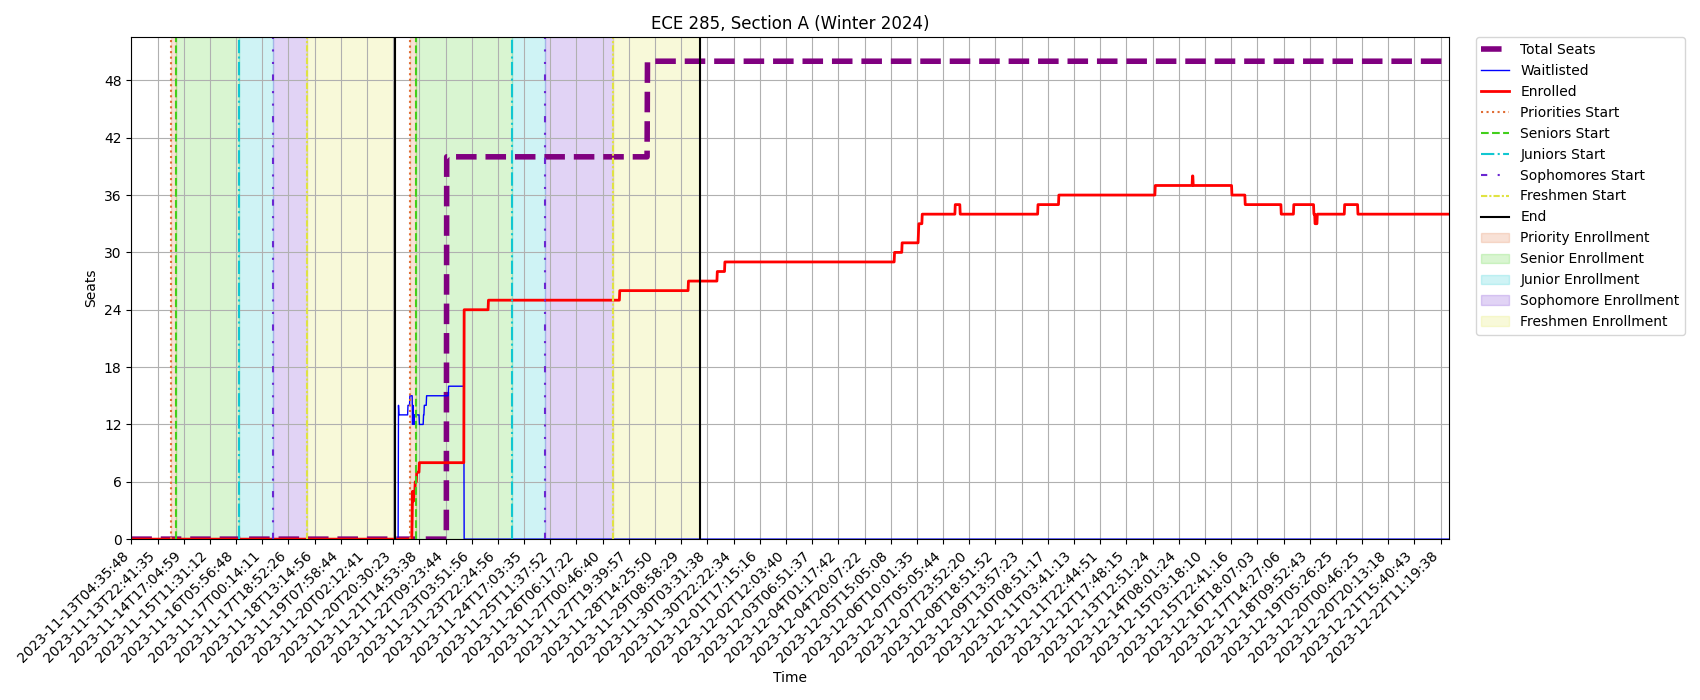 ECE 285, Section A (Winter 2024)
48
42
36
30
24
18
12
6
0
Seats
2023-11-13T04:35:48
2023-11-13T22:41:35
2023-11-14T17:04:59
2023-11-15T11:31:12
2023-11-16T05:56:48
2023-11-17T00:14:11
2023-11-17T18:52:26
2023-11-18T13:14:56
2023-11-19T07:58:44
2023-11-20T02:12:41
2023-11-20T20:30:23
2023-11-21T14:53:38
2023-11-22T09:23:44
2023-11-23T03:51:56
2023-11-23T22:24:56
2023-11-24T17:03:35
2023-11-25T11:37:52
2023-11-26T06:17:22
2023-11-27T00:46:40
2023-11-27T19:39:57
2023-11-28T14:25:50
2023-11-29T08:58:29
2023-11-30T03:31:38
2023-11-30T22:22:34
2023-12-01T17:15:16
2023-12-02T12:03:40
2023-12-03T06:51:37
2023-12-04T01:17:42
2023-12-04T20:07:22
2023-12-05T15:05:08
2023-12-06T10:01:35
2023-12-07T05:05:44
2023-12-07T23:52:20
2023-12-08T18:51:52
2023-12-09T13:57:23
2023-12-10T08:51:17
2023-12-11T03:41:13
2023-12-11T22:44:51
2023-12-12T17:48:15
2023-12-13T12:51:24
2023-12-14T08:01:24
2023-12-15T03:18:10
2023-12-15T22:41:16
2023-12-16T18:07:03
2023-12-17T14:27:06
2023-12-18T09:52:43
2023-12-19T05:26:25
2023-12-20T00:46:25
2023-12-20T20:13:18
2023-12-21T15:40:43
2023-12-22T11:19:38
Time
Total Seats
Waitlisted
Enrolled
Priorities Start
Seniors Start
Juniors Start
Sophomores Start
Freshmen Start
End
Priority Enrollment
Senior Enrollment
Junior Enrollment
Sophomore Enrollment
Freshmen Enrollment